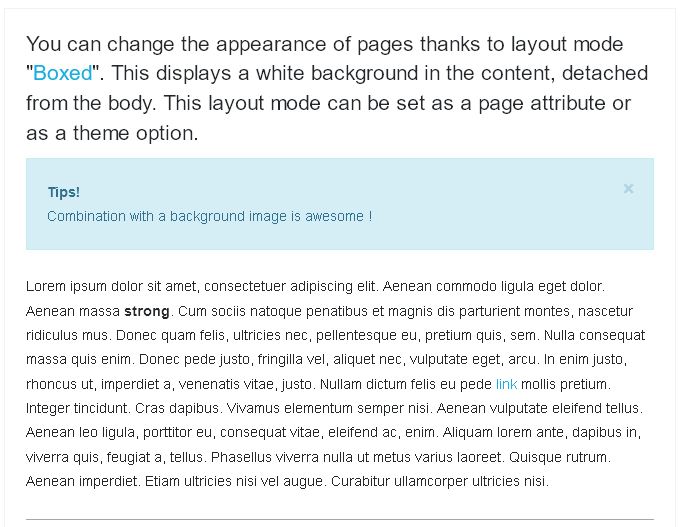 You can change the appearance of pages thanks to layout mode
"Boxed". This displays a white background in the content, detached
from the body. This layout mode can be set as a page attribute or
as a theme option.
Tips!
×
Combination with a background image is awesome !
Lorem ipsum dolor sit amet, consectetuer adipiscing elit. Aenean commodo ligula eget dolor.
Aenean massa strong. Cum sociis natoque penatibus et magnis dis parturient montes, nascetur
ridiculus mus. Donec quam felis, ultricies nec, pellentesque eu, pretium quis, sem. Nulla consequat
massa quis enim. Donec pede justo, fringilla vel, aliquet nec, vulputate eget, arcu. In enim justo,
rhoncus ut, imperdiet a, venenatis vitae, justo. Nullam dictum felis eu pede link mollis pretium.
Integer tincidunt. Cras dapibus. Vivamus elementum semper nisi. Aenean vulputate eleifend tellus.
Aenean leo ligula, porttitor eu, consequat vitae, eleifend ac, enim. Aliquam lorem ante, dapibus in,
viverra quis, feugiat a, tellus. Phasellus viverra nulla ut metus varius laoreet. Quisque rutrum.
Aenean imperdiet. Etiam ultricies nisi vel augue. Curabitur ullamcorper ultricies nisi.